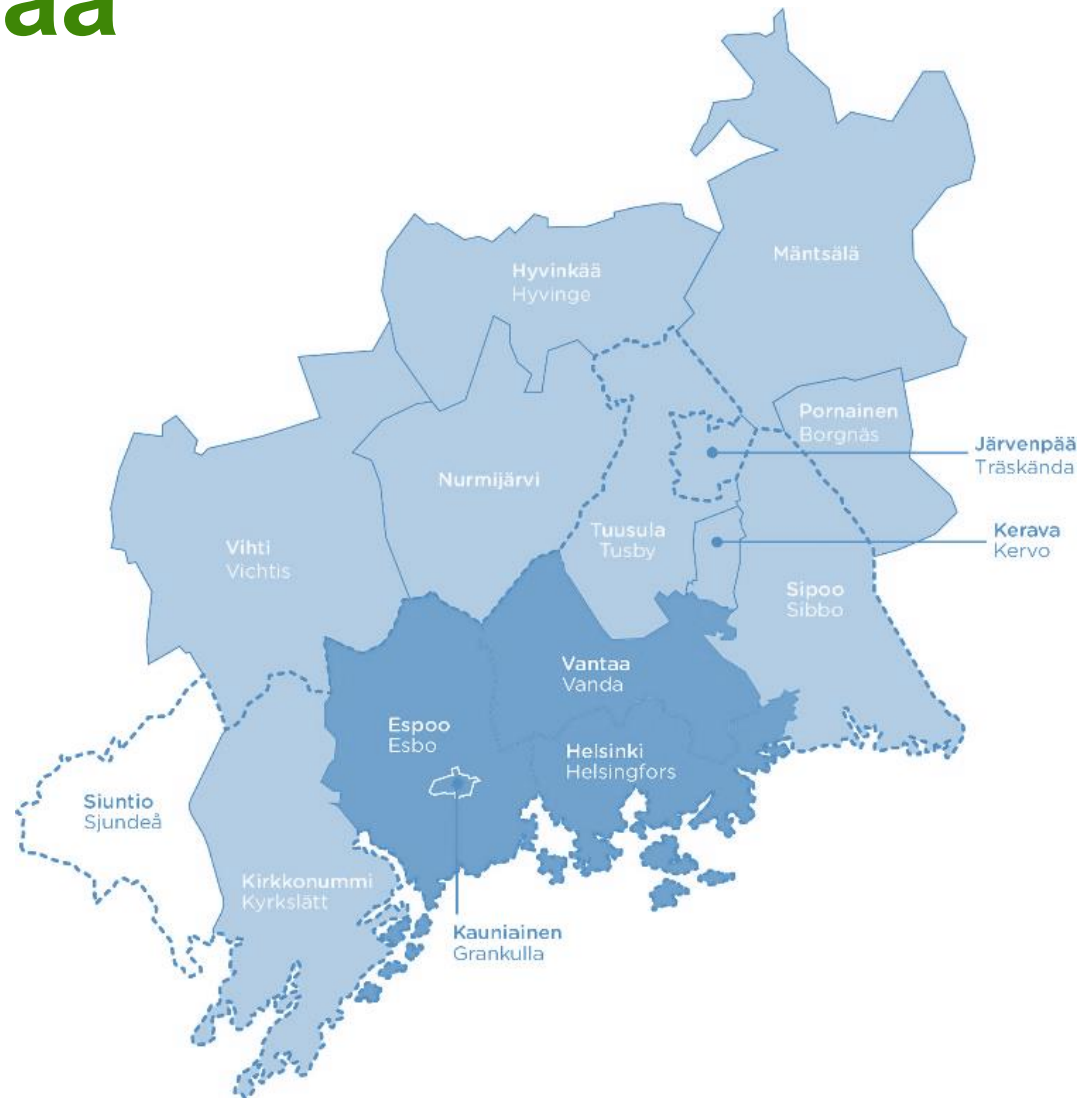 aa
Mäntsälä
Hyvinkää
Hyvinge
Pornainen
Borgnäs
Järvenpää
Träskända
Nurmijärvi
Tuusula
Tusby
Kerava
Kervo
Vihti
Vichtis
Sipoo
Sibbo
Vantaa
Vanda
Espoo
Esbo
Helsinki
Helsingfors
Siuntio
Sjundeå
Kirkkonummi
Kyrkslätt
Kauniainen
Grankulla